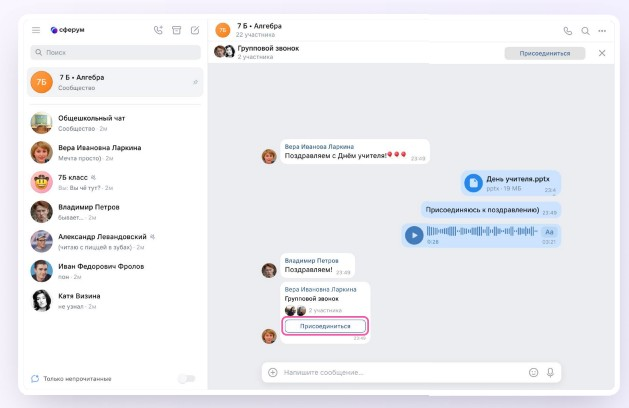 сферум
Поиск
7Б
7 Б • Алгебра
Сообщество
Общешкольный чат
Сообщество · 2м
Вера Ивановна Ларкина
Мечта просто) · 2м
7Б класс
Вы: Вы чё тут? · 2м
Владимир Петров
бывает... · 2м
Александр Левандовский
(читаю с пиццей в зубах) · 2м
Иван Федорович Фролов
пон · 2м
Катя Визина
не узнал · 2м
Только непрочитанные
7Б
7 Б • Алгебра
22 участника
Групповой звонок
2 участника
Присоединиться
Вера Иванова Ларкина
Поздравляем с Днём учителя!
23:49
День учителя.pptx
pptx · 19 МБ
23:4
Присоединяюсь к поздравлению) 23:49
Aa
0:28
03:21
Владимир Петров
Поздравляем! 23:49
Вера Ивановна Ларкина
Групповой звонок
2 участника
Присоединиться
23:49
Напишите сообщение...